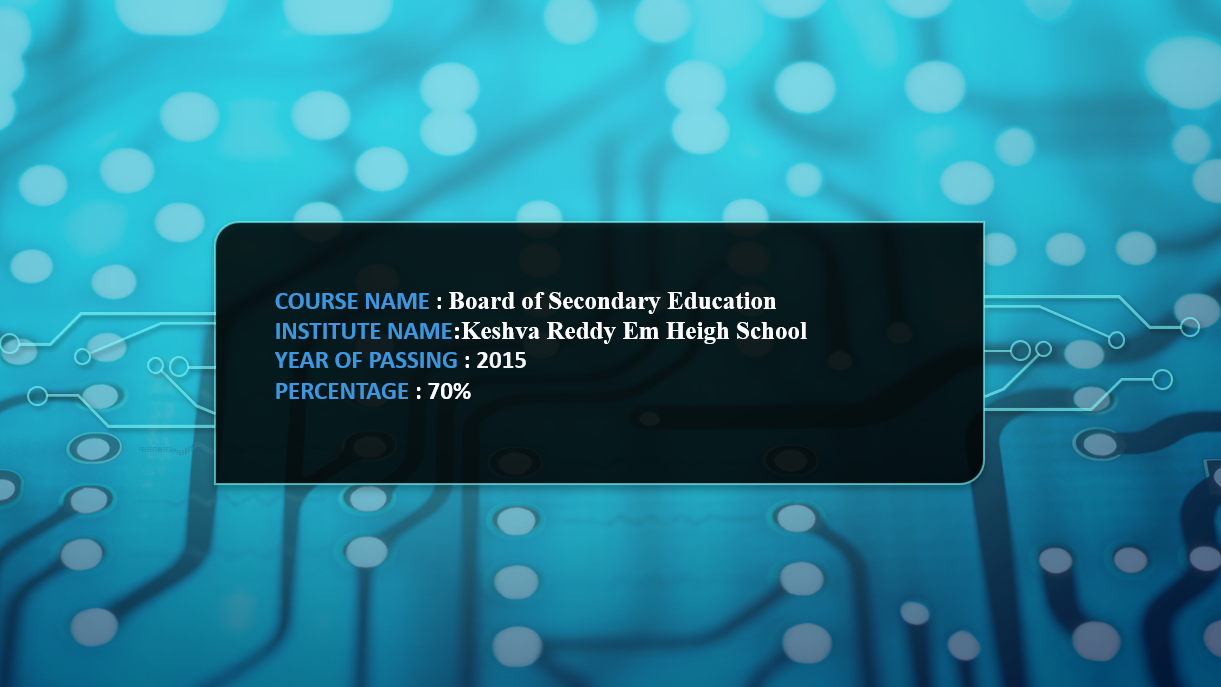 COURSE NAME : Board of Secondary Education
INSTITUTE NAME:Keshva Reddy Em Heigh School
YEAR OF PASSING : 2015
PERCENTAGE : 70%